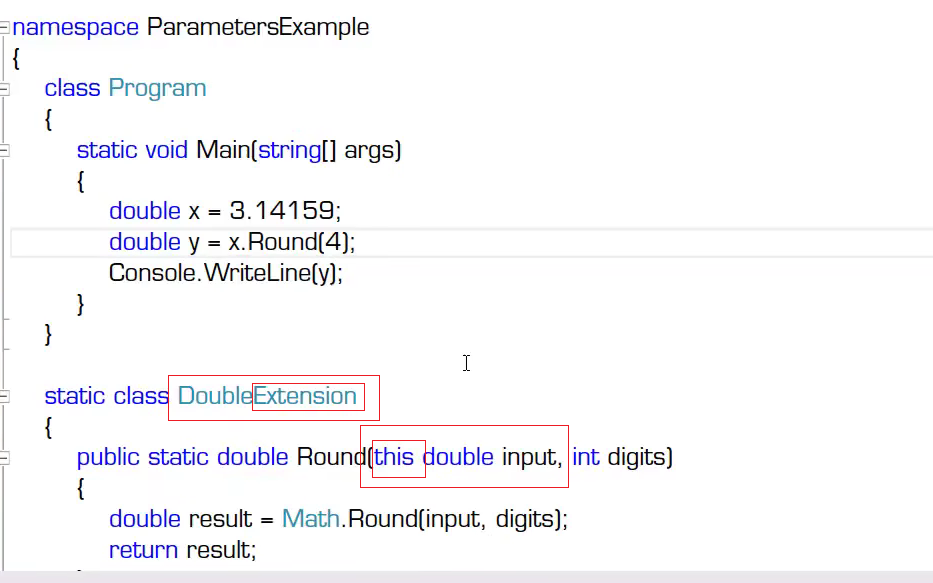 namespace ParametersExample
{
class Program
{
static void Main(string[] args)
{
double x = 3.14159;
double y = x.Round(4);
Console.WriteLine(y);
}
}
static class DoubleExtension
{
public static double Round(this double input, int digits)
{
double result = Math.Round(input, digits);
return result;